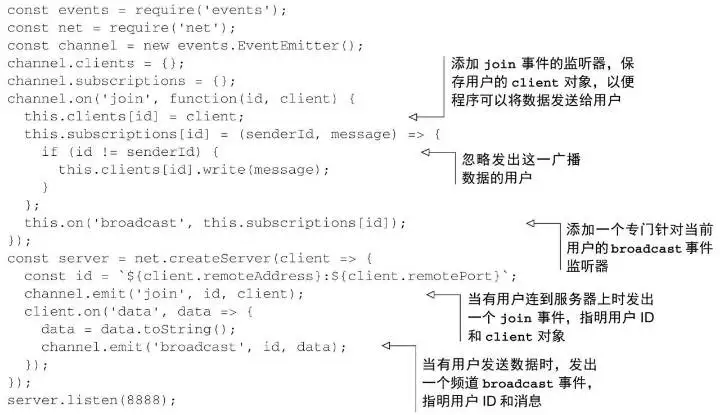 const events = require('events');
const net = require('net');
const channel = new events.EventEmitter();
channel.clients = {};
channel.subscriptions = {};
channel.on('join', function(id, client) {
  this.clients[id] = client;
  this.subscriptions[id] = (senderId, message) => {
    if (id != senderId) {
      this.clients[id].write(message);
    }
  };
  this.on('broadcast', this.subscriptions[id]);
});
const server = net.createServer(client => {
  const id = `${client.remoteAddress}:${client.remotePort}`;
  channel.emit('join', id, client);
  client.on('data', data => {
    data = data.toString();
    channel.emit('broadcast', id, data);
  });
});
server.listen(8888);
添加 join 事件的监听器，保
存用户的 client 对象，以便
程序可以将数据发送给用户
忽略发出这一广播
数据的用户
添加一个专门针对当前
用户的broadcast事件
监听器
当有用户连到服务器上时发出
一个 join 事件，指明用户 ID
和 client 对象
当有用户发送数据时，发出
一个频道 broadcast 事件，
指明用户 ID 和消息